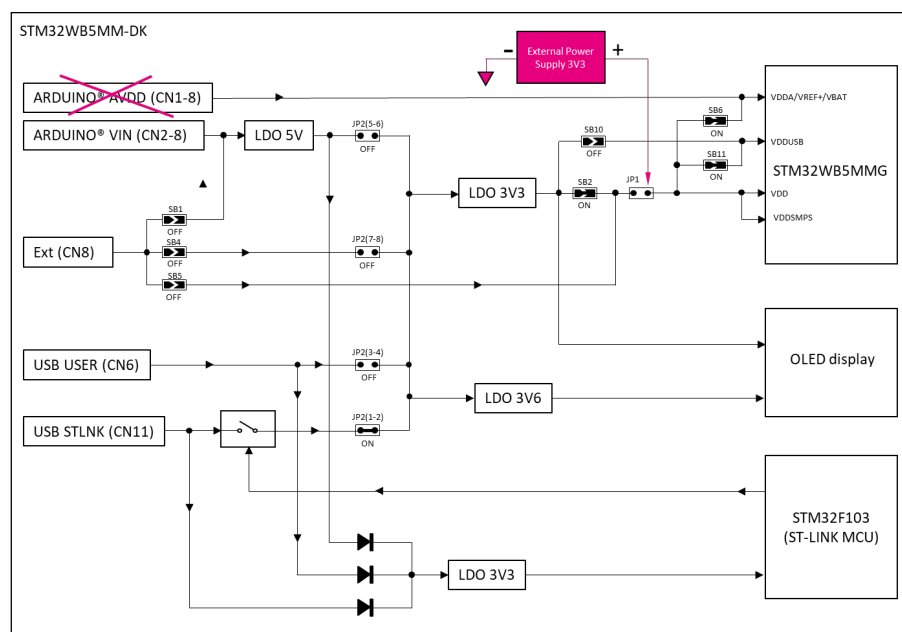 STM32WB5MM-DK
External Power
Supply 3V3
-
+
ARDUINO® AVDD (CN1-8)
ARDUINO® VIN (CN2-8)
LDO 5V
JP2(5-6)
OFF
SB10
OFF
SB6
ON
SB11
ON
VDDA/VREF+/VBAT
VDDUSB
STM32WB5MMG
VDD
VDDSMPS
LDO 3V3
SB2
ON
JP1
SB1
OFF
Ext (CN8)
SB4
OFF
JP2(7-8)
OFF
SB5
OFF
USB USER (CN6)
JP2(3-4)
OFF
OLED display
LDO 3V6
USB STLNK (CN11)
JP2(1-2)
ON
STM32F103
(ST-LINK MCU)
LDO 3V3